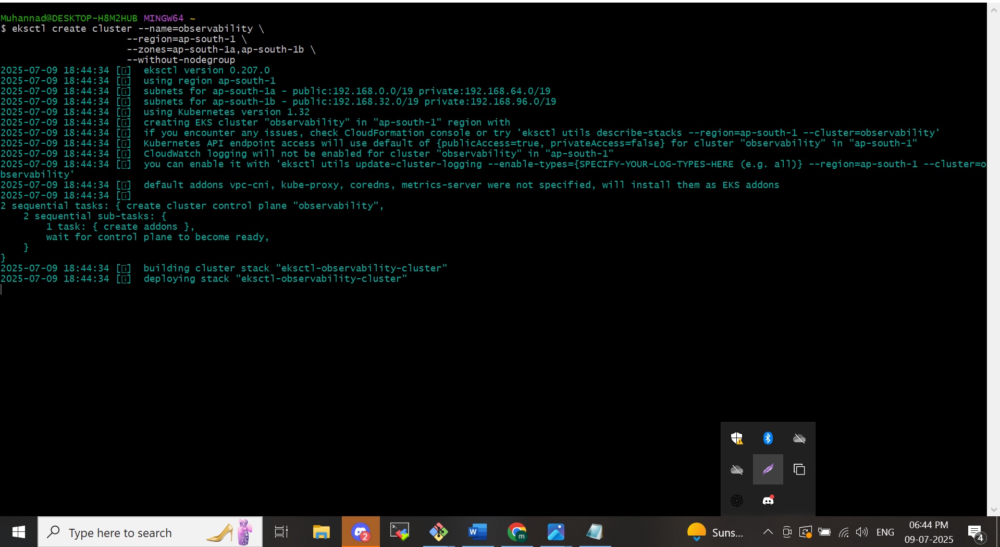 Muhannad@DESKTOP-H8M2HUB MINGW64 ~
$ eksctl create cluster --name=observability \
                      --region=ap-south-1 \
                      --zones=ap-south-1a,ap-south-1b \
                      --without-nodegroup
2025-07-09 18:44:34 [ℹ]  eksctl version 0.207.0
2025-07-09 18:44:34 [ℹ]  using region ap-south-1
2025-07-09 18:44:34 [ℹ]  subnets for ap-south-1a - public:192.168.0.0/19 private:192.168.64.0/19
2025-07-09 18:44:34 [ℹ]  subnets for ap-south-1b - public:192.168.32.0/19 private:192.168.96.0/19
2025-07-09 18:44:34 [ℹ]  using Kubernetes version 1.32
2025-07-09 18:44:34 [ℹ]  creating EKS cluster "observability" in "ap-south-1" region with
2025-07-09 18:44:34 [ℹ]  if you encounter any issues, check CloudFormation console or try 'eksctl utils describe-stacks --region=ap-south-1 --cluster=observability'
2025-07-09 18:44:34 [ℹ]  Kubernetes API endpoint access will use default of {publicAccess=true, privateAccess=false} for cluster "observability" in "ap-south-1"
2025-07-09 18:44:34 [ℹ]  CloudWatch logging will not be enabled for cluster "observability" in "ap-south-1"
2025-07-09 18:44:34 [ℹ]  you can enable it with 'eksctl utils update-cluster-logging --enable-types={SPECIFY-YOUR-LOG-TYPES-HERE (e.g. all)} --region=ap-south-1 --cluster=o
bservability'
2025-07-09 18:44:34 [ℹ]  default addons vpc-cni, kube-proxy, coredns, metrics-server were not specified, will install them as EKS addons
2025-07-09 18:44:34 [ℹ]
2 sequential tasks: { create cluster control plane "observability",
    2 sequential sub-tasks: {
        1 task: { create addons },
        wait for control plane to become ready,
    }
}
2025-07-09 18:44:34 [ℹ]  building cluster stack "eksctl-observability-cluster"
2025-07-09 18:44:34 [ℹ]  deploying stack "eksctl-observability-cluster"
Type here to search
2
W
m
Suns...
ENG
06:44 PM
09-07-2025
4